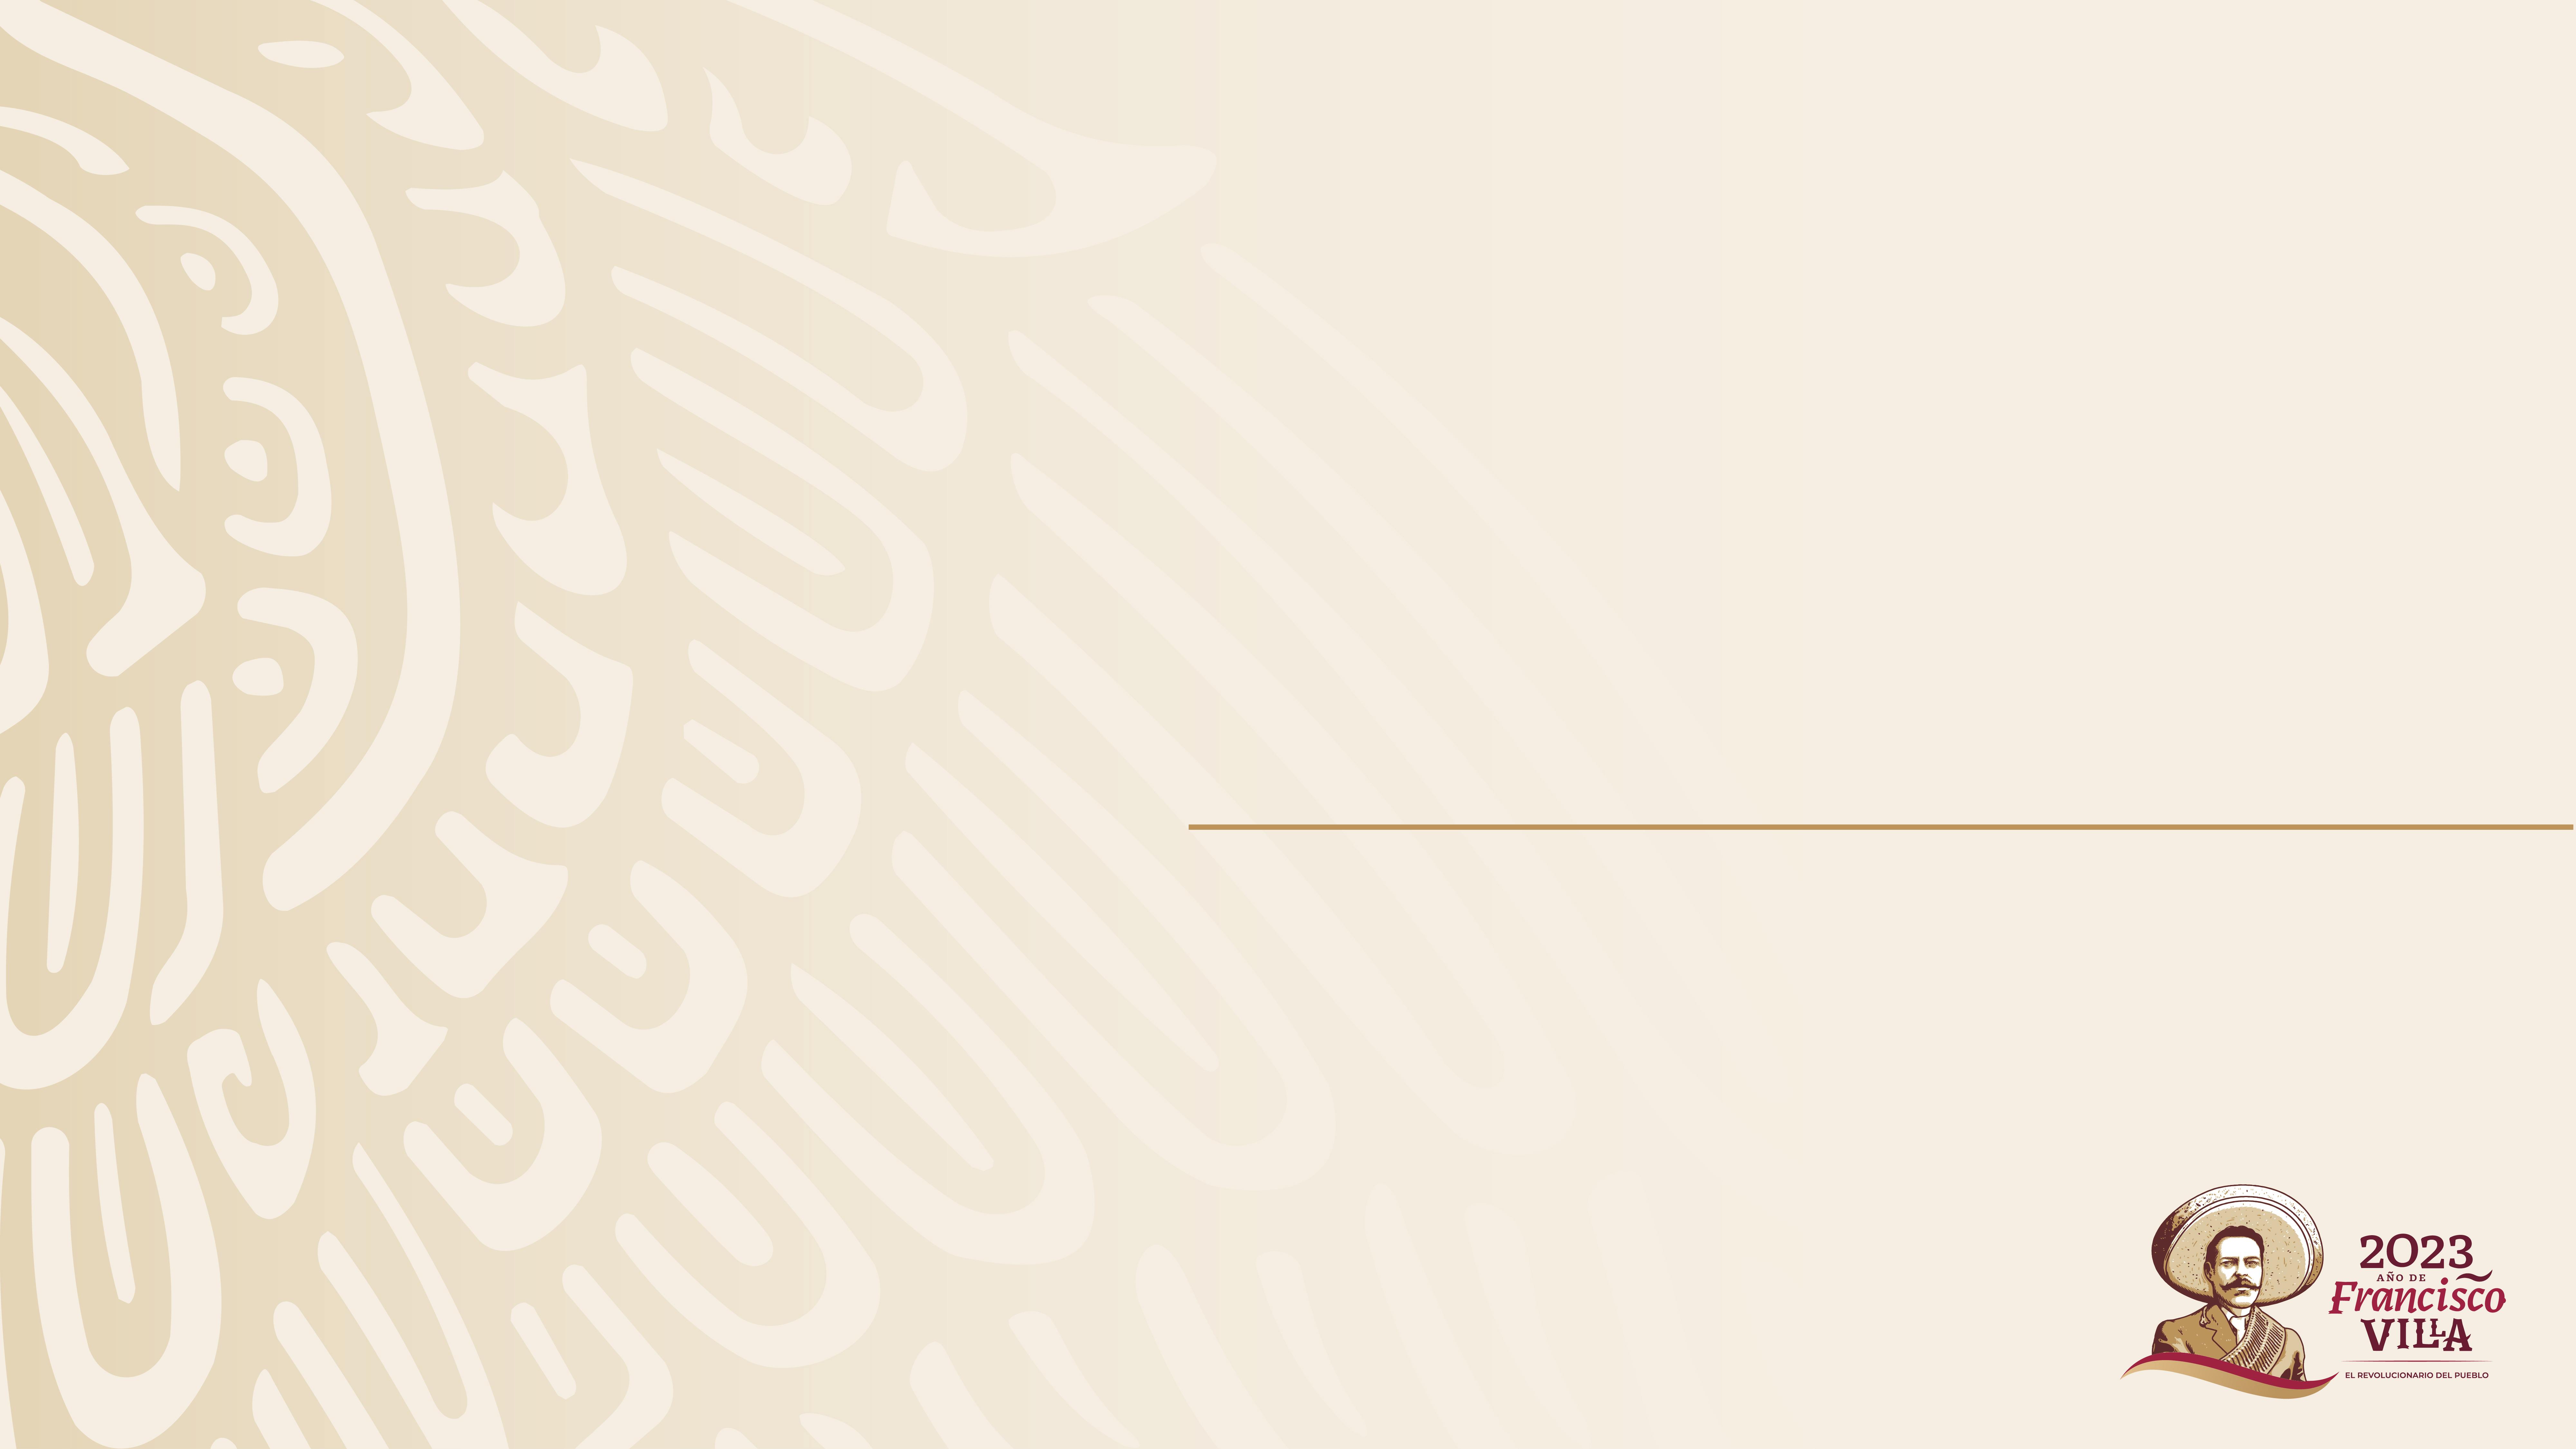 2023
AÑO DE
Francisco
VILLA
EL REVOLUCIONARIO DEL PUEBLO